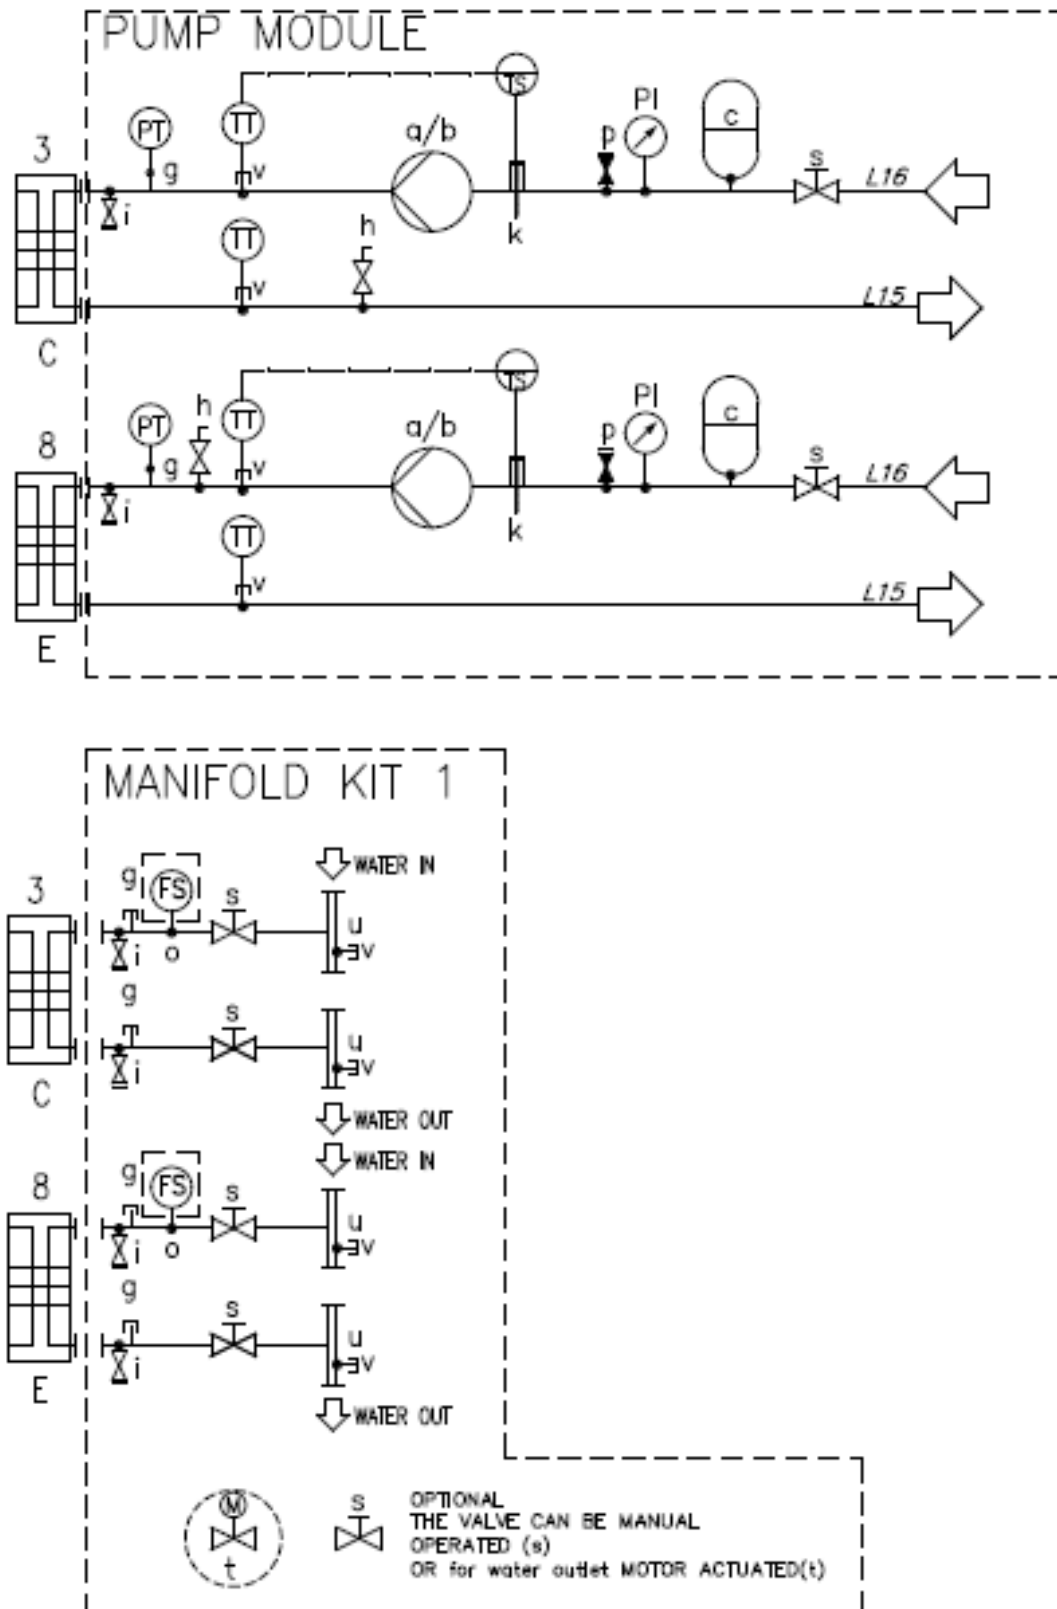 PUMP MODULE
TS
PT
TT
a/b
p
PI
c
s
3
g
v
L16
i
k
TT
h
v
L15
C
TS
PT
h
TT
a/b
p
PI
c
s
8
g
v
L16
i
k
TT
v
L15
E
MANIFOLD KIT 1
WATER IN
3
g
FS
s
u
v
i
o
g
s
u
v
i
C
WATER OUT
WATER IN
8
g
FS
s
u
v
i
o
g
s
u
v
i
E
WATER OUT
M
t
s
OPTIONAL
THE VALVE CAN BE MANUAL
OPERATED (s)
OR for water outlet MOTOR ACTUATED(t)